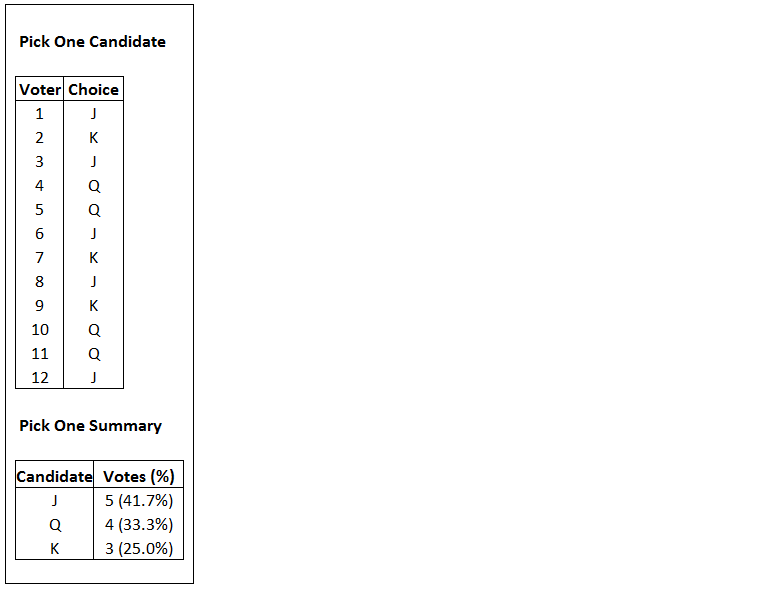 Pick One Candidate
Voter Choice
1 J
2 K
3 J
4 Q
5 Q
6 J
7 K
8 J
9 K
10 Q
11 Q
12 J
Pick One Summary
Candidate Votes (%)
J 5 (41.7%)
Q 4 (33.3%)
K 3 (25.0%)